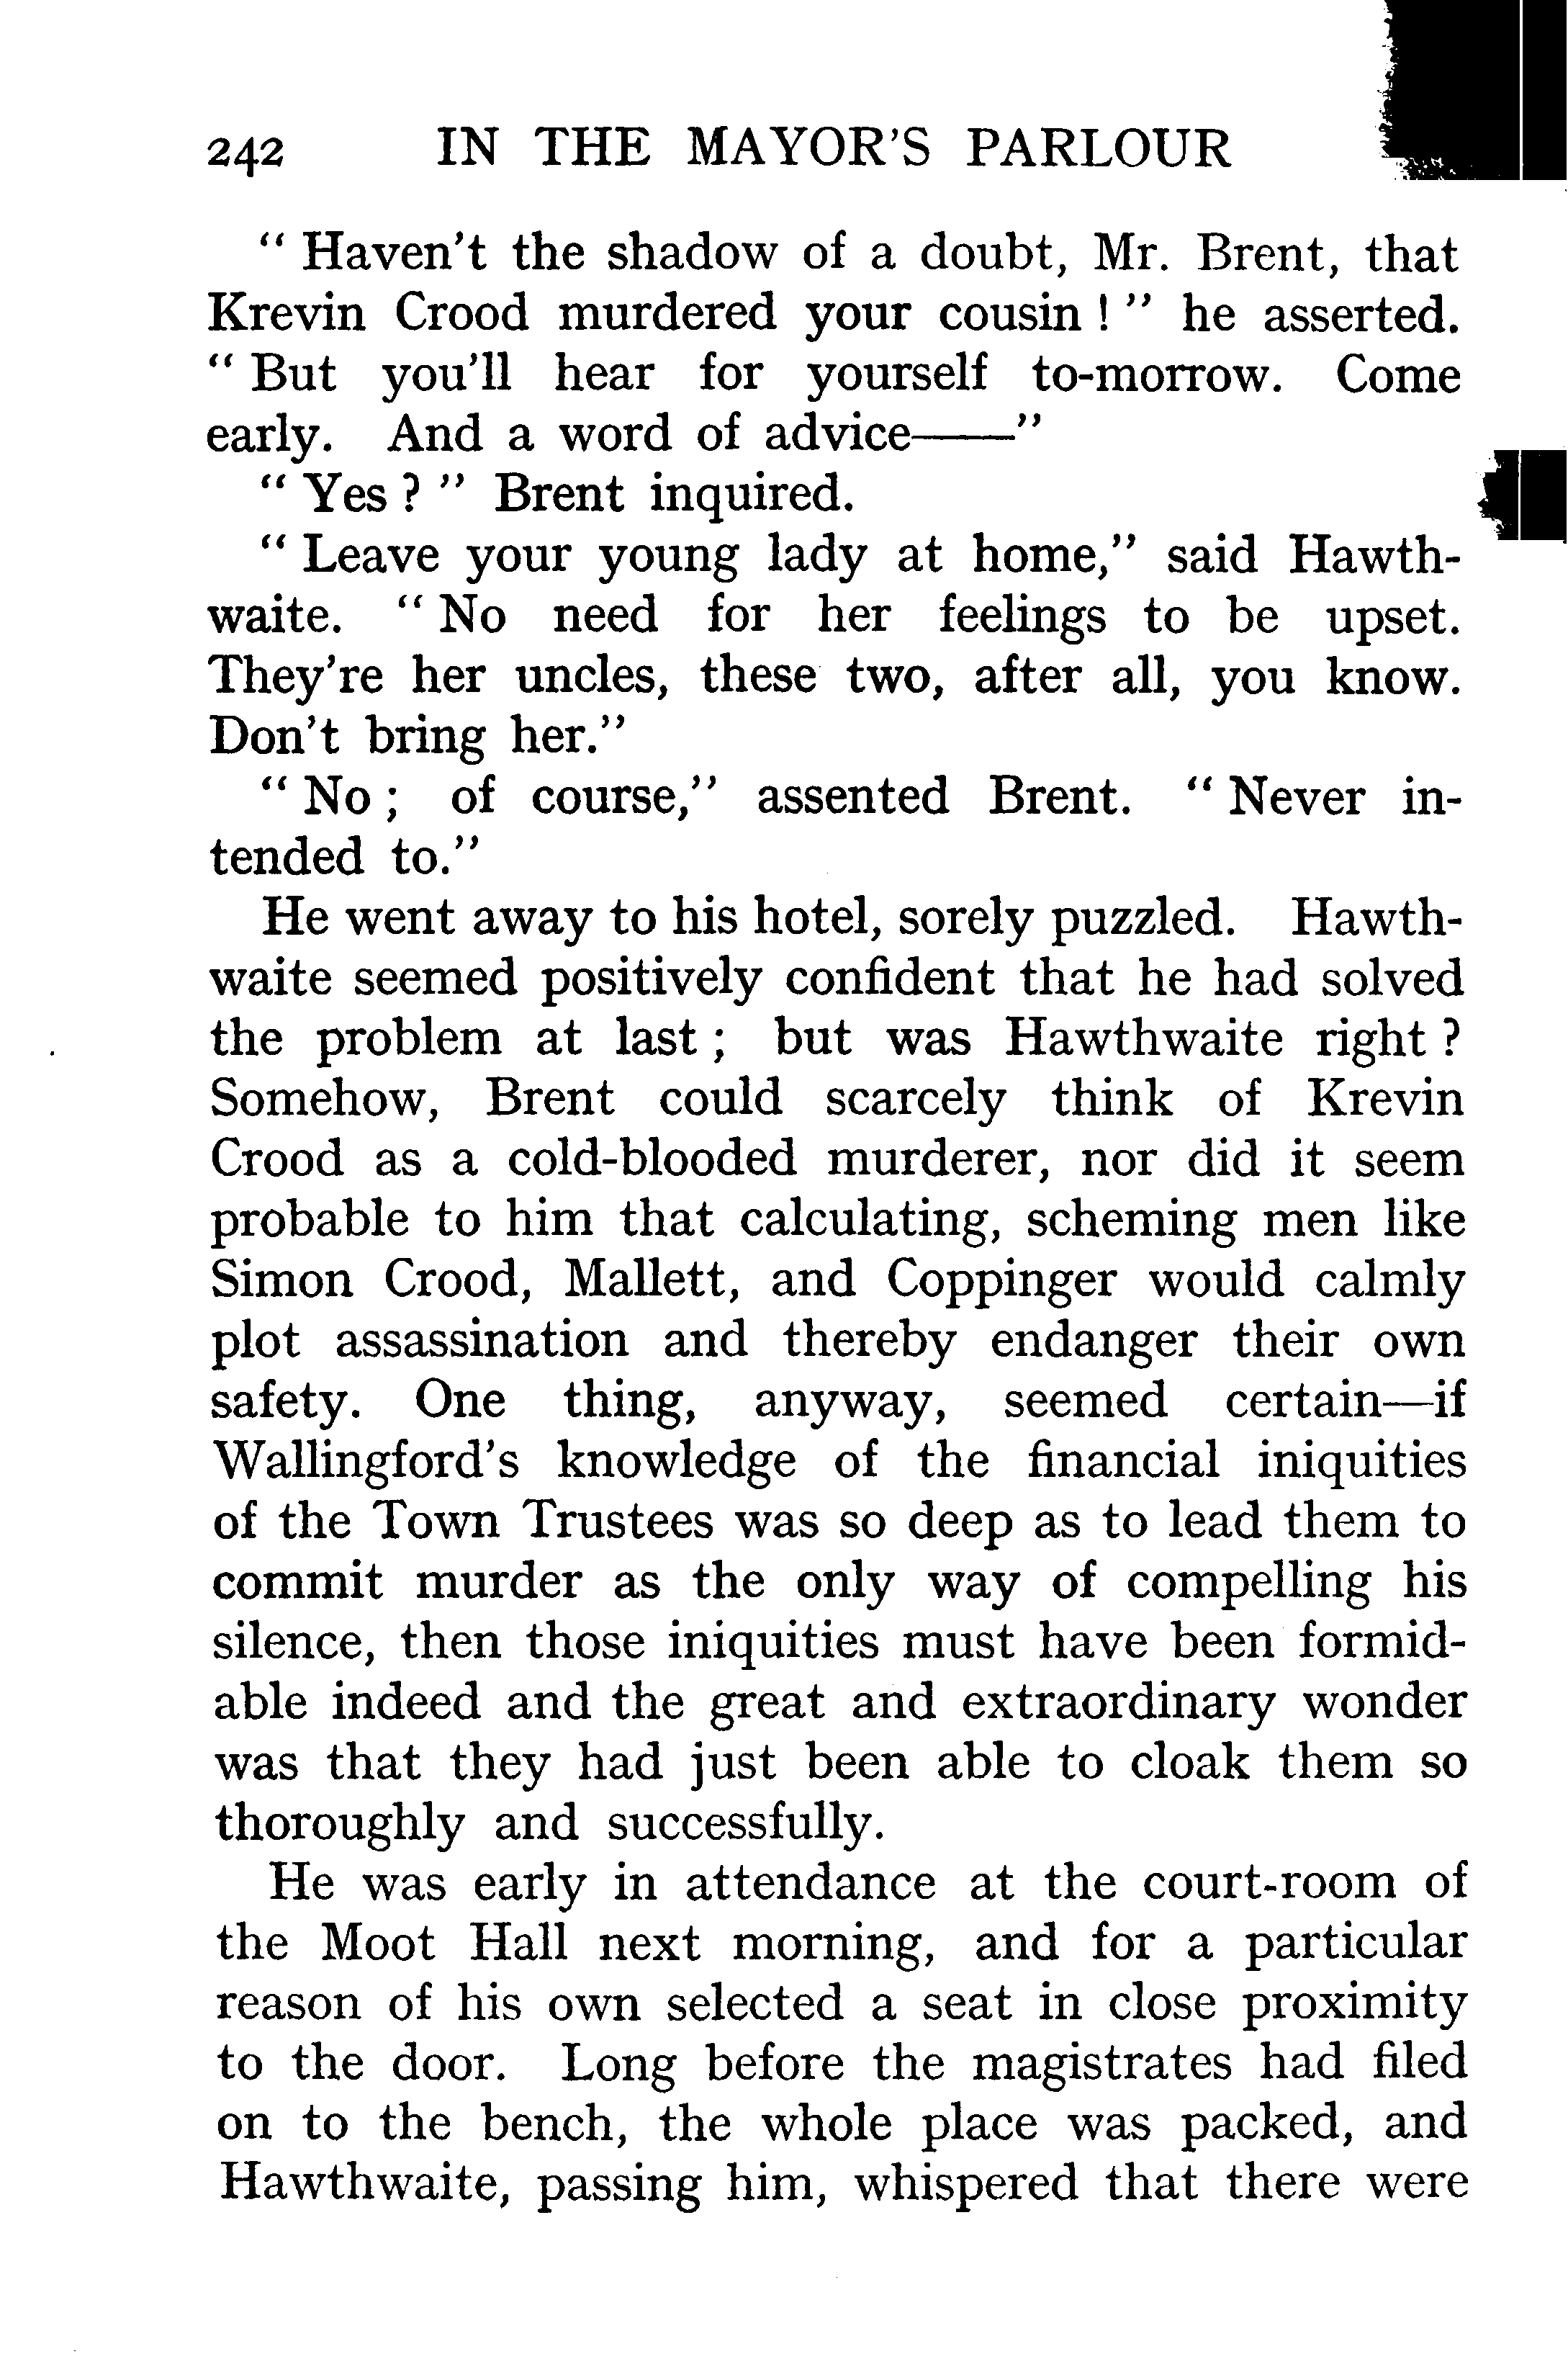 242 IN THE MAYOR'S PARLOUR
" Haven't the shadow of a doubt, Mr. Brent, that
Krevin Crood murdered your cousin ! " he asserted.
" But you'll hear for yourself to-morrow. Come
early. And a word of advice——"
" Yes ? " Brent inquired.
" Leave your young lady at home," said Hawth-
waite. " No need for her feelings to be upset.
They're her uncles, these two, after all, you know.
Don't bring her."
" No ; of course," assented Brent. " Never in-
tended to."
He went away to his hotel, sorely puzzled. Hawth-
waite seemed positively confident that he had solved
the problem at last ; but was Hawthwaite right ?
Somehow, Brent could scarcely think of Krevin
Crood as a cold-blooded murderer, nor did it seem
probable to him that calculating, scheming men like
Simon Crood, Mallett, and Coppinger would calmly
plot assassination and thereby endanger their own
safety. One thing, anyway, seemed certain—if
Wallingford's knowledge of the financial iniquities
of the Town Trustees was so deep as to lead them to
commit murder as the only way of compelling his
silence, then those iniquities must have been formid-
able indeed and the great and extraordinary wonder
was that they had just been able to cloak them so
thoroughly and successfully.
He was early in attendance at the court-room of
the Moot Hall next morning, and for a particular
reason of his own selected a seat in close proximity
to the door. Long before the magistrates had filed
on to the bench, the whole place was packed, and
Hawthwaite, passing him, whispered that there were